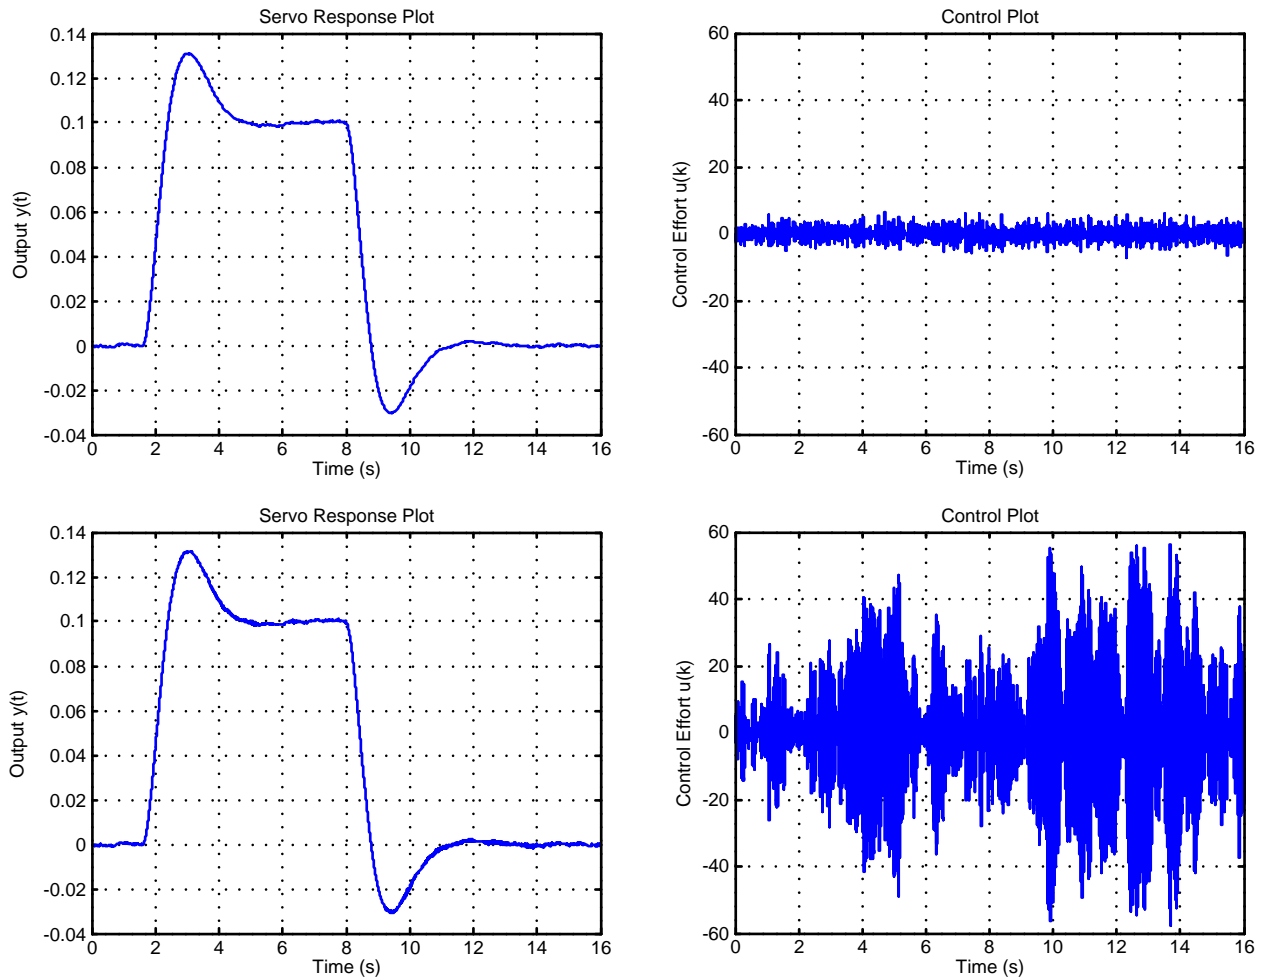 Servo Response Plot
Output y(t)
0.14
0.12
0.1
0.08
0.06
0.04
0.02
0
-0.02
-0.04
0 2 4 6 8 10 12 14 16
Time (s)
Control Plot
Control Effort u(k)
60
40
20
0
-20
-40
-60
0 2 4 6 8 10 12 14 16
Time (s)
Servo Response Plot
Output y(t)
0.14
0.12
0.1
0.08
0.06
0.04
0.02
0
-0.02
-0.04
0 2 4 6 8 10 12 14 16
Time (s)
Control Plot
Control Effort u(k)
60
40
20
0
-20
-40
-60
0 2 4 6 8 10 12 14 16
Time (s)